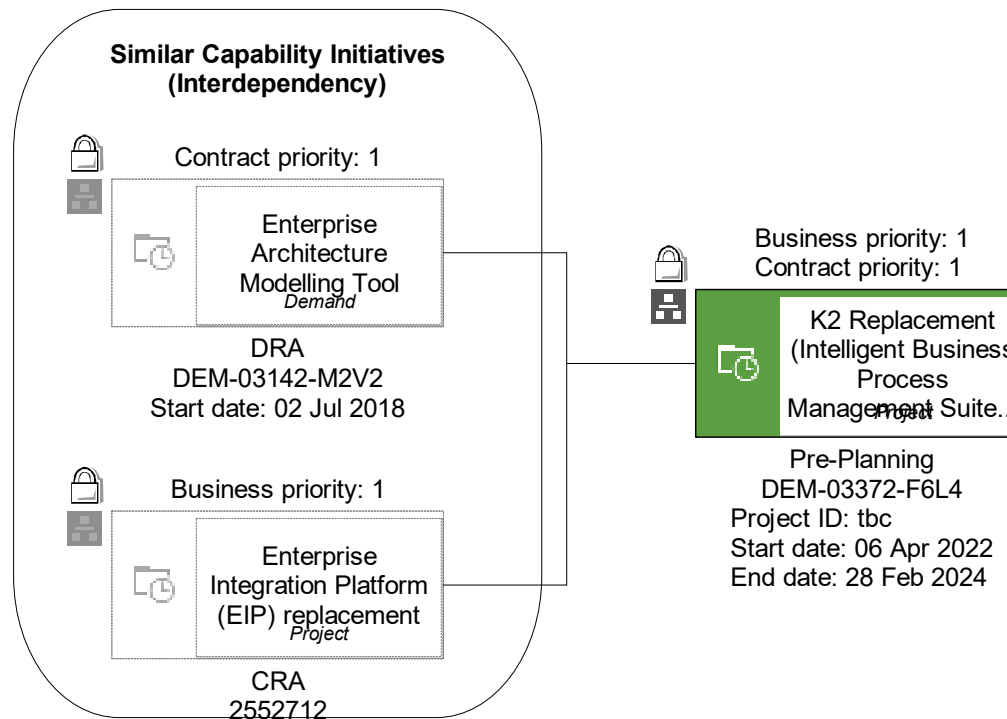 Similar Capability Initiatives
(Interdependency)
Contract priority: 1
Enterprise
Architecture
Modelling Tool
Demand
DRA
DEM-03142-M2V2
Start date: 02 Jul 2018
Business priority: 1
Enterprise
Integration Platform
(EIP) replacement
Project
CRA
2552712
Business priority: 1
Contract priority: 1
K2 Replacement
(Intelligent Business
Process
Management Suite..
Project
Pre-Planning
DEM-03372-F6L4
Project ID: tbc
Start date: 06 Apr 2022
End date: 28 Feb 2024